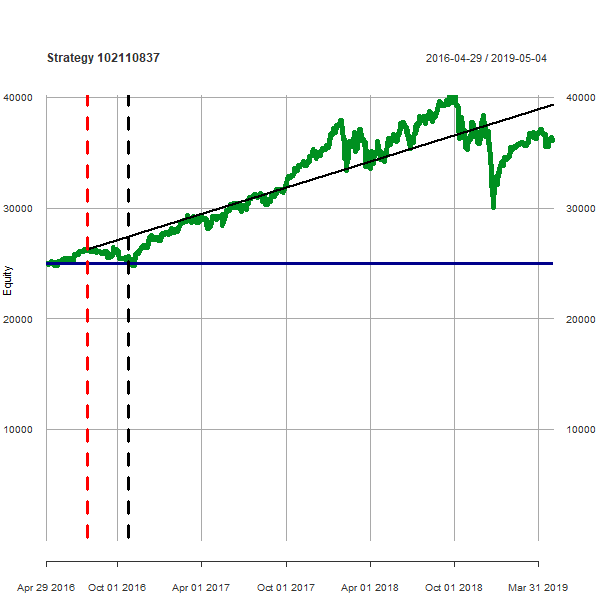 Strategy 102110837
2016-04-29 / 2019-05-04
40000 40000
30000 30000
Equity
20000 20000
10000 10000
Apr 29 2016 Oct 01 2016 Apr 01 2017 Oct 01 2017 Apr 01 2018 Oct 01 2018 Mar 31 2019